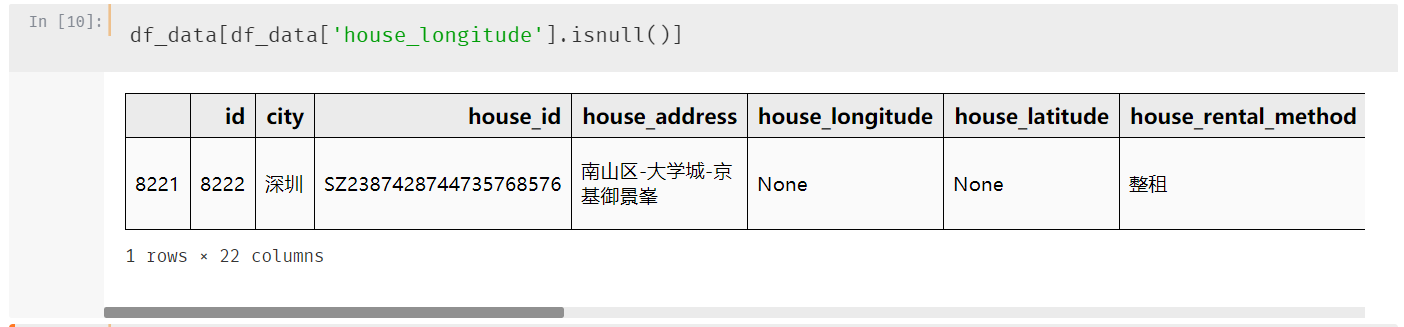 In [10]:
df_data[df_data['house_longitude'].isnull()]
id city house_id house_address house_longitude house_latitude house_rental_method
8221 8222 深圳 SZ2387428744735768576 南山区-大学城-京 None None 整租
基御景峯
1 rows × 22 columns